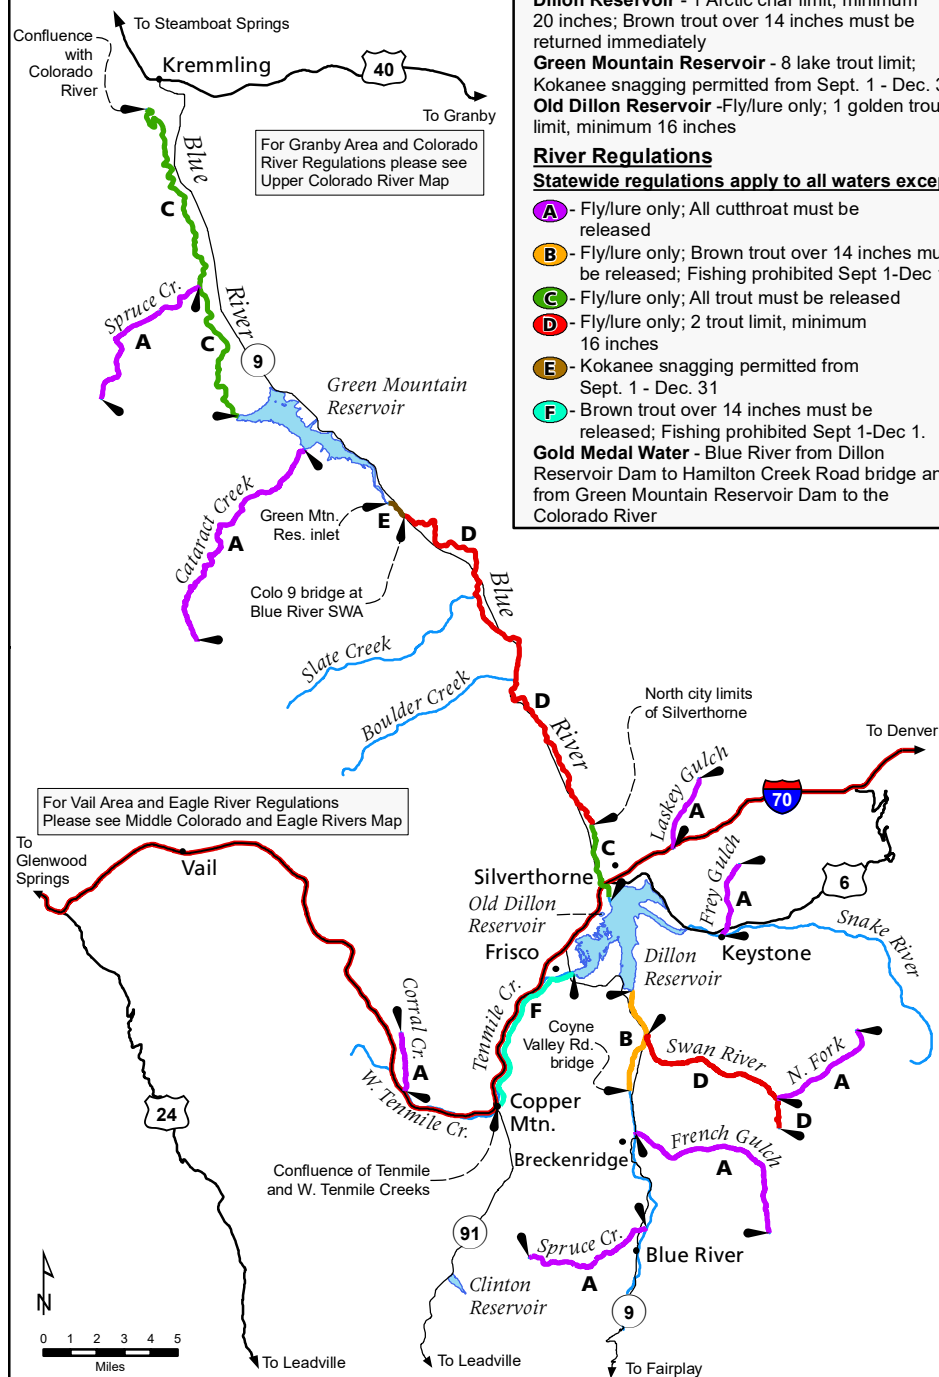 Dillon Reservoir - 1 Arctic char limit, minimum
20 inches; Brown trout over 14 inches must be
returned immediately
Green Mountain Reservoir - 8 lake trout limit;
Kokanee snagging permitted from Sept. 1 - Dec.
Old Dillon Reservoir -Fly/lure only; 1 golden trou
limit, minimum 16 inches
River Regulations
Statewide regulations apply to all waters excep
A - Fly/lure only; All cutthroat must be
released
B - Fly/lure only; Brown trout over 14 inches mu
be released; Fishing prohibited Sept 1-Dec
C - Fly/lure only; All trout must be released
D - Fly/lure only; 2 trout limit, minimum
16 inches
E - Kokanee snagging permitted from
Sept. 1 - Dec. 31
F - Brown trout over 14 inches must be
released; Fishing prohibited Sept 1-Dec 1.
Gold Medal Water - Blue River from Dillon
Reservoir Dam to Hamilton Creek Road bridge an
from Green Mountain Reservoir Dam to the
Colorado River
To Steamboat Springs
Confluence
with
Colorado
River
Kremmling
40
To Granby
For Granby Area and Colorado
River Regulations please see
Upper Colorado River Map
Blue
C
Spruce Cr.
A
C
River
9
Green Mountain
Reservoir
Cataract Creek
A
Green Mtn.
Res. inlet
E
D
Colo 9 bridge at
Blue River SWA
Blue
Slate Creek
Boulder Creek
D
River
North city limits
of Silverthorne
To Denver
Laskey Gulch
A
70
For Vail Area and Eagle River Regulations
Please see Middle Colorado and Eagle Rivers Map
To
Glenwood
Springs
Vail
C
Silverthorne
Old Dillon
Reservoir
Frey Gulch
A
6
Snake River
Frisco
Dillon
Reservoir
Keystone
Corral Cr.
A
Tenmile Cr.
F
Coyne
Valley Rd.
bridge
B
Swan River
D
N. Fork
A
D
24
W. Tenmile Cr.
Copper
Mtn.
Confluence of Tenmile
and W. Tenmile Creeks
Breckenridge
French Gulch
A
91
Spruce Cr.
A
Blue River
Clinton
Reservoir
9
N
0 1 2 3 4 5
Miles
To Leadville
To Leadville
To Fairplay